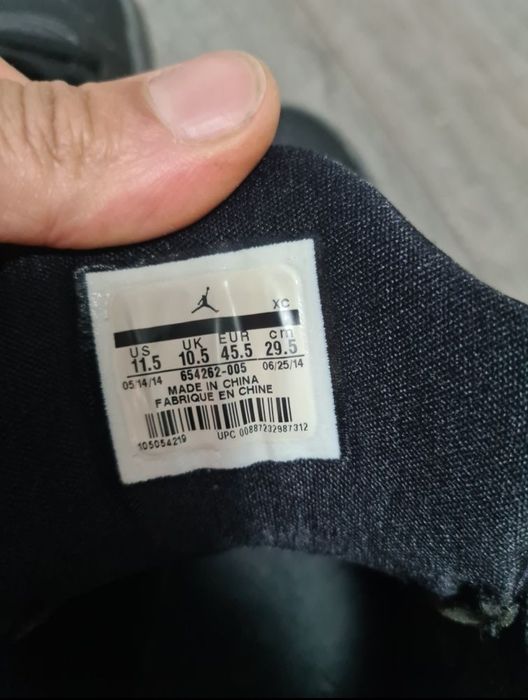 XC
US UK EUR cm
11.5 10.5 45.5 29.5
05/14/14 654262-005 06/25/14
MADE IN CHINA
FABRIQUE EN CHINE
105054219 UPC 00887232987312